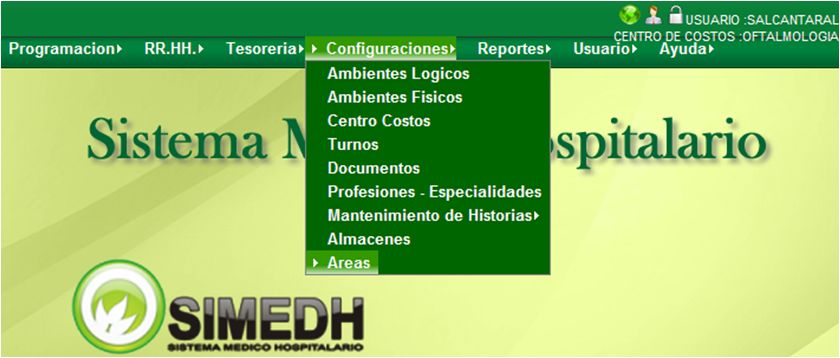 USUARIO :SALCANTARAL
CENTRO DE COSTOS :OFTALMOLOGIA
Programacion RR.HH. Tesoreria Configuraciones Reportes Usuario Ayuda
Ambientes Logicos
Ambientes Fisicos
Centro Costos
Turnos
Documentos
Profesiones - Especialidades
Mantenimiento de Historias
Almacenes
Areas
Sistema M ospitalario
SIMEDH
SISTEMA MEDICO HOSPITALARIO